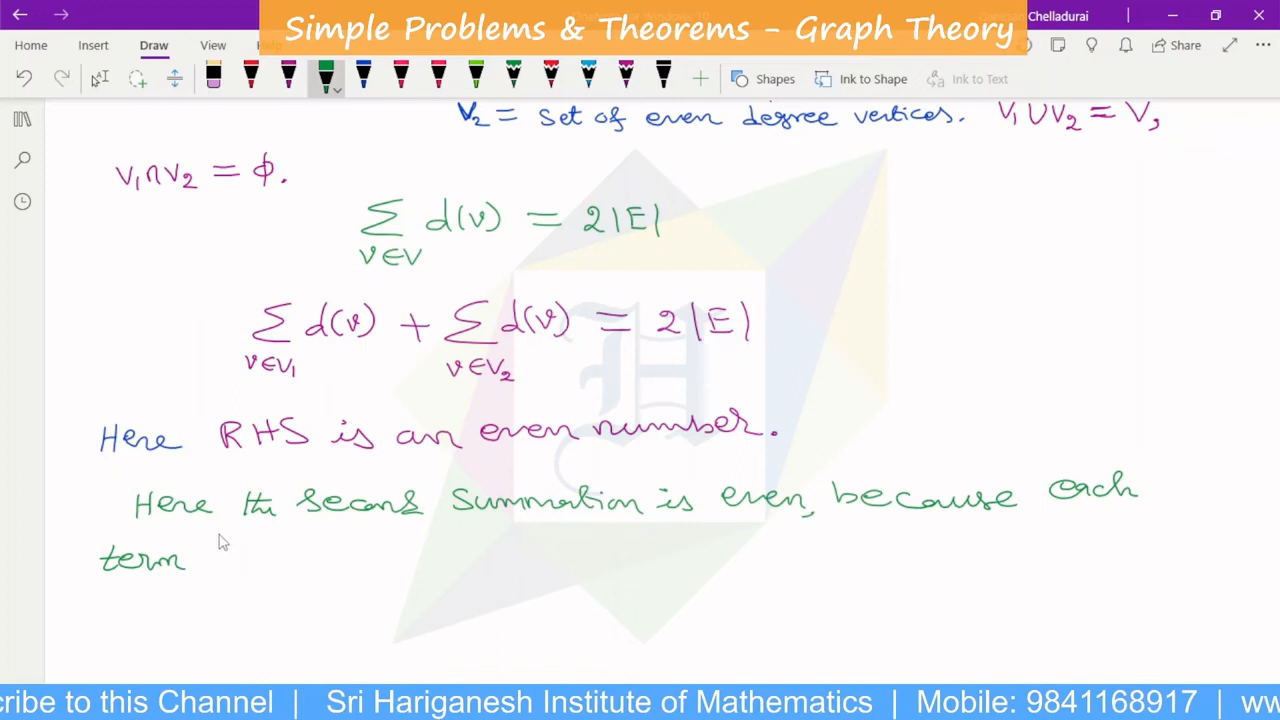 Simple Problems & Theorems - Graph Theory
Chelladurai
Home Insert Draw View Share
Shapes Ink to Shape Ink to Text
V₂ = set of even degree vertices. V₁∪V₂ = V,
V₁∩V₂ = ϕ.
∑ d(v) = 2|E|
v∈V
∑ d(v) + ∑ d(v) = 2|E|
v∈V₁ v∈V₂
Here RHS is an even number.
Here the second summation is even, because each
term
cribe to this Channel | Sri Hariganesh Institute of Mathematics | Mobile: 9841168917 | ww